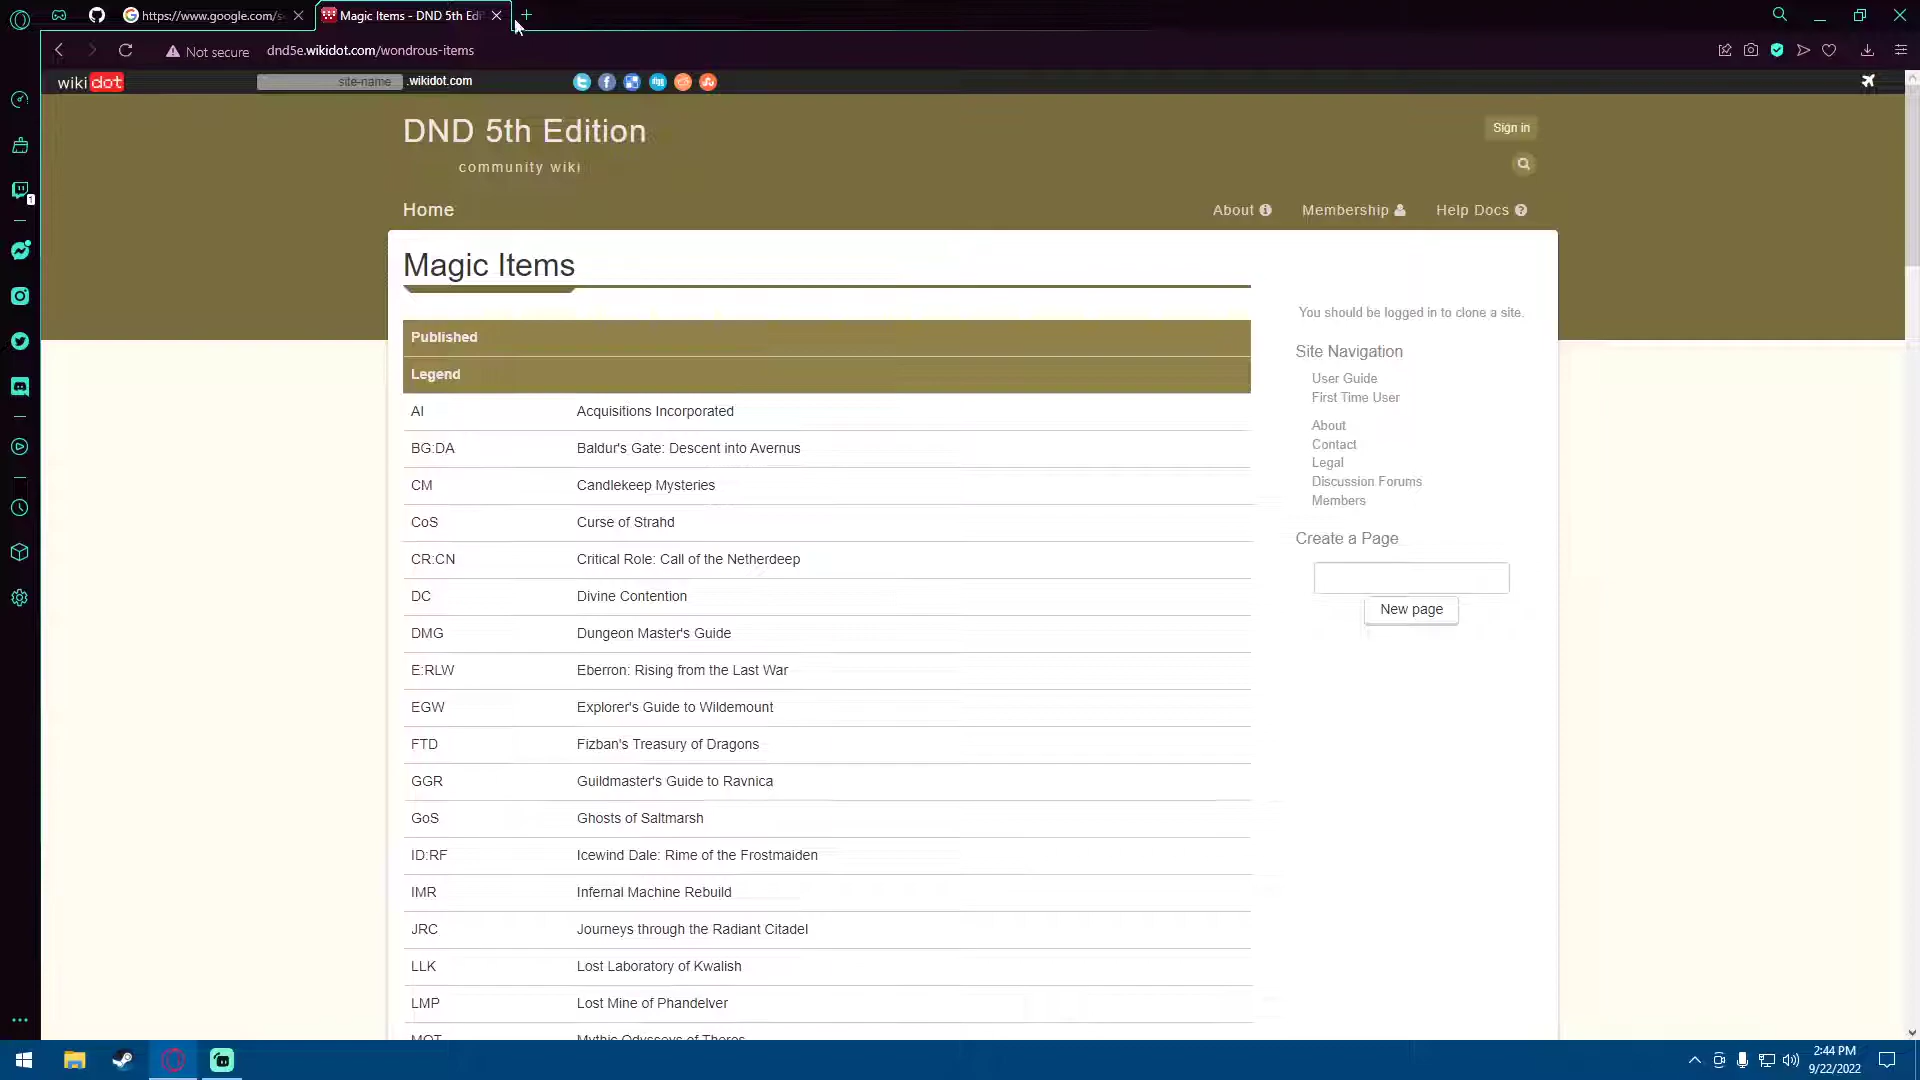 https://www.google.com/s
Magic Items - DND 5th Edi
Not secure
dnd5e.wikidot.com/wondrous-items
wikidot
site-name
.wikidot.com
DND 5th Edition
Sign in
community wiki
Home
About
Membership
Help Docs
Magic Items
You should be logged in to clone a site.
Published
Site Navigation
Legend
User Guide
First Time User
AI Acquisitions Incorporated
About
BG:DA Baldur's Gate: Descent into Avernus
Contact
Legal
CM Candlekeep Mysteries
Discussion Forums
Members
CoS Curse of Strahd
Create a Page
CR:CN Critical Role: Call of the Netherdeep
DC Divine Contention
New page
DMG Dungeon Master's Guide
E:RLW Eberron: Rising from the Last War
EGW Explorer's Guide to Wildemount
FTD Fizban's Treasury of Dragons
GGR Guildmaster's Guide to Ravnica
GoS Ghosts of Saltmarsh
ID:RF Icewind Dale: Rime of the Frostmaiden
IMR Infernal Machine Rebuild
JRC Journeys through the Radiant Citadel
LLK Lost Laboratory of Kwalish
LMP Lost Mine of Phandelver
MOT Mythic Odysseys of Theros
1
2:44 PM
9/22/2022